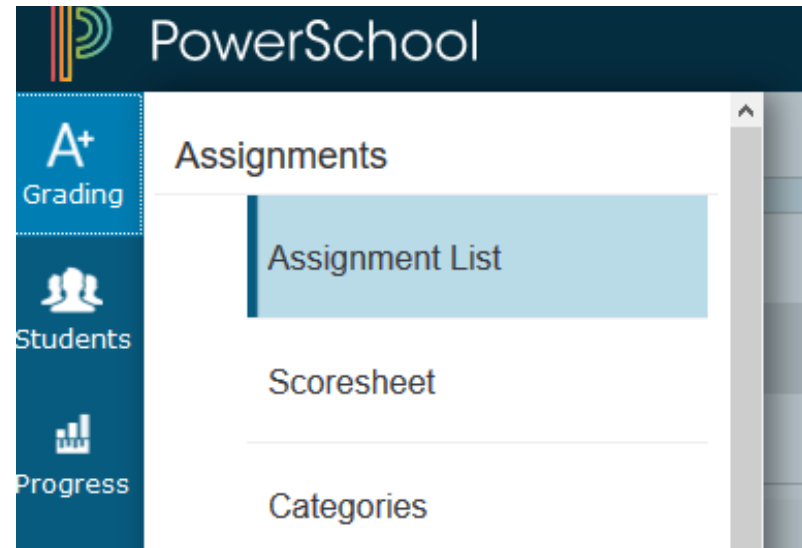 PowerSchool
A+
Grading
Students
Progress
Assignments
Assignment List
Scoresheet
Categories